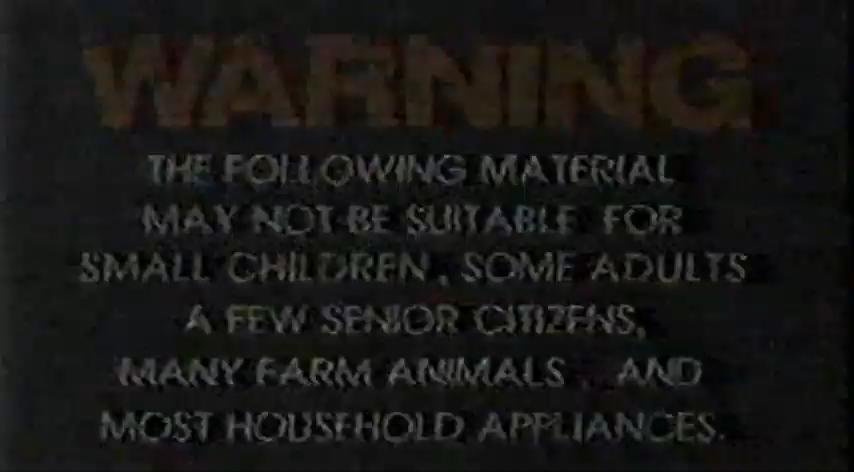 WARNING
THE FOLLOWING MATERIAL
MAY NOT BE SUITABLE FOR
SMALL CHILDREN, SOME ADULTS
A FEW SENIOR CITIZENS,
MANY FARM ANIMALS, AND
MOST HOUSEHOLD APPLIANCES.